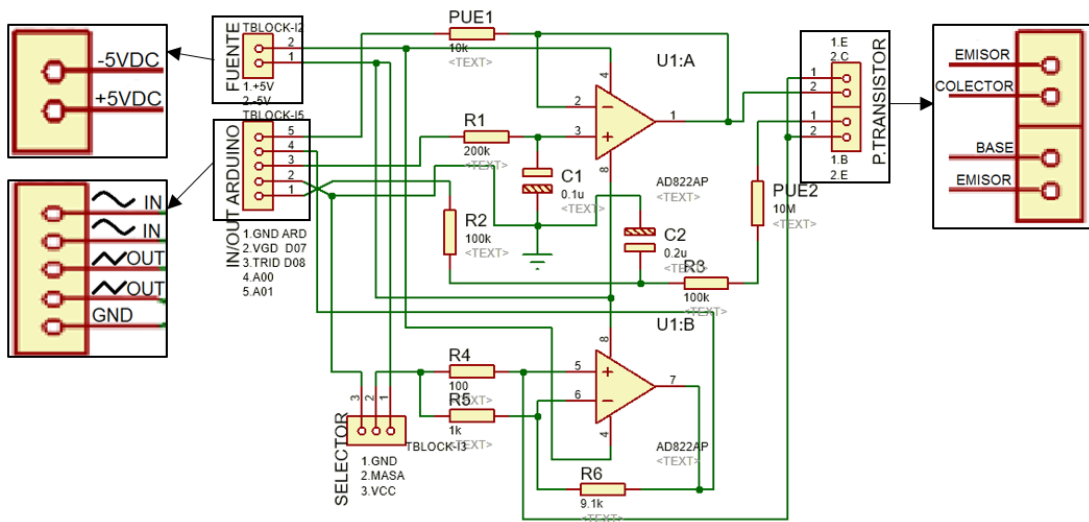 -5VDC
+5VDC
IN
IN
OUT
OUT
GND
FUENTE
TBLOCK-I2
2
1
1.+5V
2.-5V
IN/OUT ARDUINO
TBLOCK-I5
5
4
3
2
1
1.GND ARD
2.VGD D07
3.TRID D08
4.A00
5.A01
PUE1
10k
<TEXT>
R1
200k
<TEXT>
C1
0.1u
<TEXT>
R2
100k
<TEXT>
U1:A
4
2
3
1
8
AD822AP
<TEXT>
C2
0.2u
<TEXT>
R3
100k
<TEXT>
PUE2
10M
<TEXT>
U1:B
8
5
6
7
4
AD822AP
<TEXT>
R4
100
<TEXT>
R5
1k
<TEXT>
R6
9.1k
<TEXT>
SELECTOR
3
2
1
TBLOCK-I3
1.GND
2.MASA
3.VCC
P.TRANSISTOR
1.E
2.C
1
2
1
2
1.B
2.E
EMISOR
COLECTOR
BASE
EMISOR